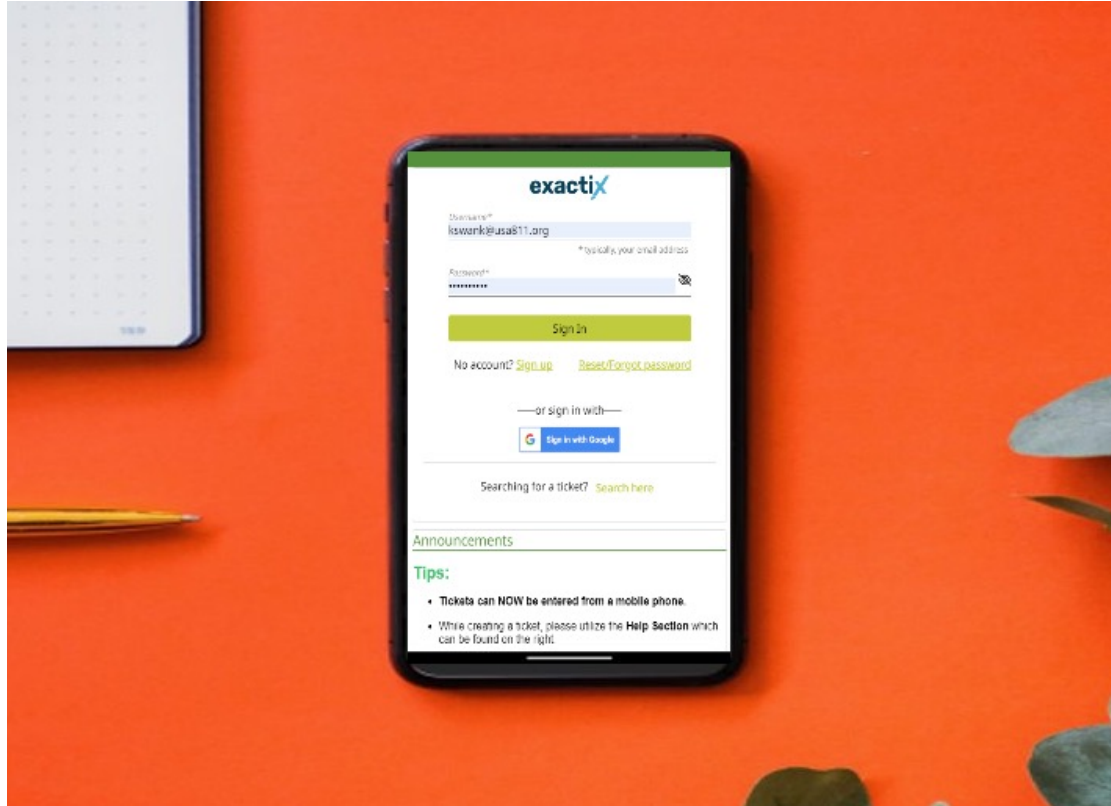 exactix
Username*
kswank@usa811.org
* typically, your email address
Password*
••••••••••
Sign In
No account? Sign up Reset/Forgot password
or sign in with
G Sign in with Google
Searching for a ticket? Search here
Announcements
Tips:
• Tickets can NOW be entered from a mobile phone.
• While creating a ticket, please utilize the Help Section which
can be found on the right